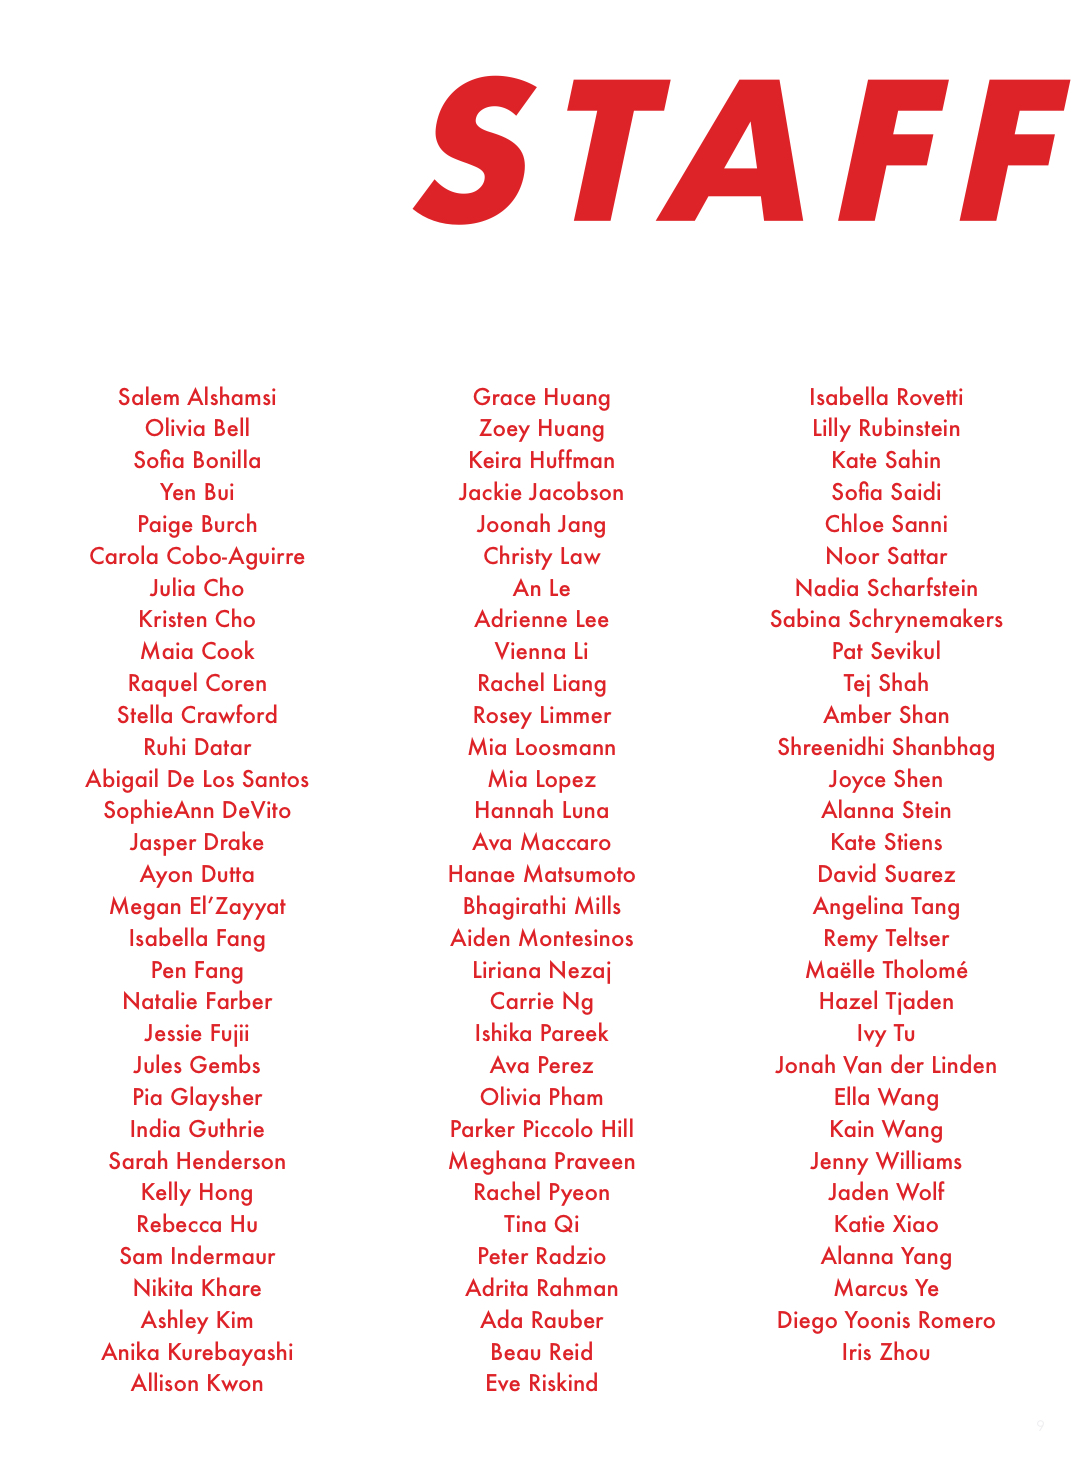 STAFF
Salem Alshamsi
Olivia Bell
Sofia Bonilla
Yen Bui
Paige Burch
Carola Cobo-Aguirre
Julia Cho
Kristen Cho
Maia Cook
Raquel Coren
Stella Crawford
Ruhi Datar
Abigail De Los Santos
SophieAnn DeVito
Jasper Drake
Ayon Dutta
Megan El’Zayyat
Isabella Fang
Pen Fang
Natalie Farber
Jessie Fujii
Jules Gembs
Pia Glaysher
India Guthrie
Sarah Henderson
Kelly Hong
Rebecca Hu
Sam Indermaur
Nikita Khare
Ashley Kim
Anika Kurebayashi
Allison Kwon
Grace Huang
Zoey Huang
Keira Huffman
Jackie Jacobson
Joonah Jang
Christy Law
An Le
Adrienne Lee
Vienna Li
Rachel Liang
Rosey Limmer
Mia Loosmann
Mia Lopez
Hannah Luna
Ava Maccaro
Hanae Matsumoto
Bhagirathi Mills
Aiden Montesinos
Liriana Nezaj
Carrie Ng
Ishika Pareek
Ava Perez
Olivia Pham
Parker Piccolo Hill
Meghana Praveen
Rachel Pyeon
Tina Qi
Peter Radzio
Adrita Rahman
Ada Rauber
Beau Reid
Eve Riskind
Isabella Rovetti
Lilly Rubinstein
Kate Sahin
Sofia Saidi
Chloe Sanni
Noor Sattar
Nadia Scharfstein
Sabina Schrynemakers
Pat Sevikul
Tej Shah
Amber Shan
Shreenidhi Shanbhag
Joyce Shen
Alanna Stein
Kate Stiens
David Suarez
Angelina Tang
Remy Teltser
Maëlle Tholomé
Hazel Tjaden
Ivy Tu
Jonah Van der Linden
Ella Wang
Kain Wang
Jenny Williams
Jaden Wolf
Katie Xiao
Alanna Yang
Marcus Ye
Diego Yoonis Romero
Iris Zhou
9